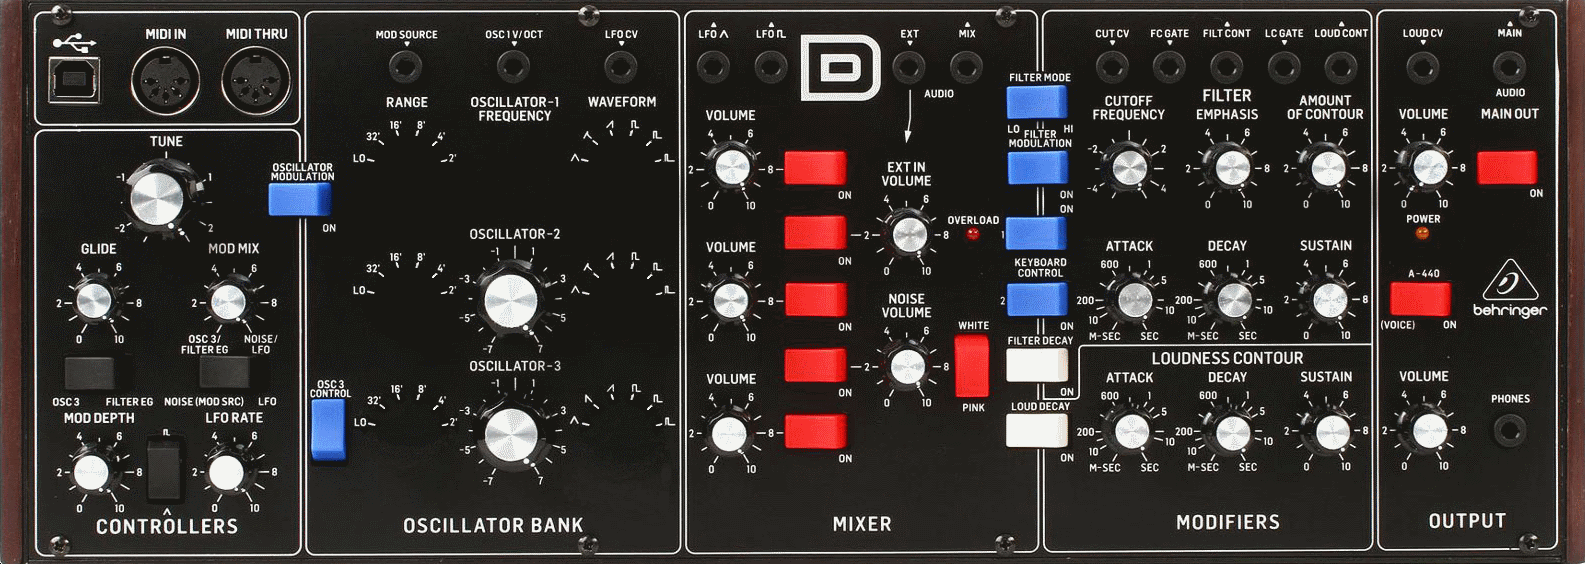 MIDI IN
MIDI THRU
TUNE
-1 1
-2 2
OSCILLATOR
MODULATION
ON
GLIDE
4 6
2 8
0 10
MOD MIX
4 6
2 8
0 10
OSC 3/
FILTER EG
NOISE/
LFO
OSC 3
FILTER EG
NOISE (MOD SRC)
LFO
MOD DEPTH
4 6
2 8
0 10
LFO RATE
4 6
2 8
0 10
CONTROLLERS
MOD SOURCE
OSC 1 V/OCT
LFO CV
RANGE
LO 32' 16' 8' 4' 2'
OSCILLATOR-1
FREQUENCY
WAVEFORM
OSCILLATOR-2
LO 32' 16' 8' 4' 2'
-1 1
-3 3
-5 5
-7 7
OSC 3
CONTROL
OSCILLATOR-3
LO 32' 16' 8' 4' 2'
-1 1
-3 3
-5 5
-7 7
OSCILLATOR BANK
LFO
LFO
D
EXT
MIX
AUDIO
VOLUME
4 6
2 8
0 10
ON
ON
EXT IN
VOLUME
4 6
2 8
0 10
OVERLOAD
VOLUME
4 6
2 8
0 10
ON
ON
NOISE
VOLUME
4 6
2 8
0 10
WHITE
PINK
VOLUME
4 6
2 8
0 10
ON
MIXER
FILTER MODE
LO HI
FILTER
MODULATION
ON
ON
1
KEYBOARD
CONTROL
2
ON
FILTER DECAY
ON
LOUD DECAY
ON
CUT CV
FC GATE
FILT CONT
LC GATE
LOUD CONT
CUTOFF
FREQUENCY
-2 2
-4 4
FILTER
EMPHASIS
4 6
2 8
0 10
AMOUNT
OF CONTOUR
4 6
2 8
0 10
ATTACK
600 1
200 5
10 10
M-SEC SEC
DECAY
600 1
200 5
10 10
M-SEC SEC
SUSTAIN
4 6
2 8
0 10
LOUDNESS CONTOUR
ATTACK
600 1
200 5
10
M-SEC SEC
DECAY
600 1
200 5
10
M-SEC SEC
SUSTAIN
4 6
2 8
0 10
MODIFIERS
LOUD CV
MAIN
AUDIO
VOLUME
4 6
2 8
0 10
MAIN OUT
ON
POWER
A-440
(VOICE)
ON
behringer
VOLUME
4 6
2 8
0 10
PHONES
OUTPUT